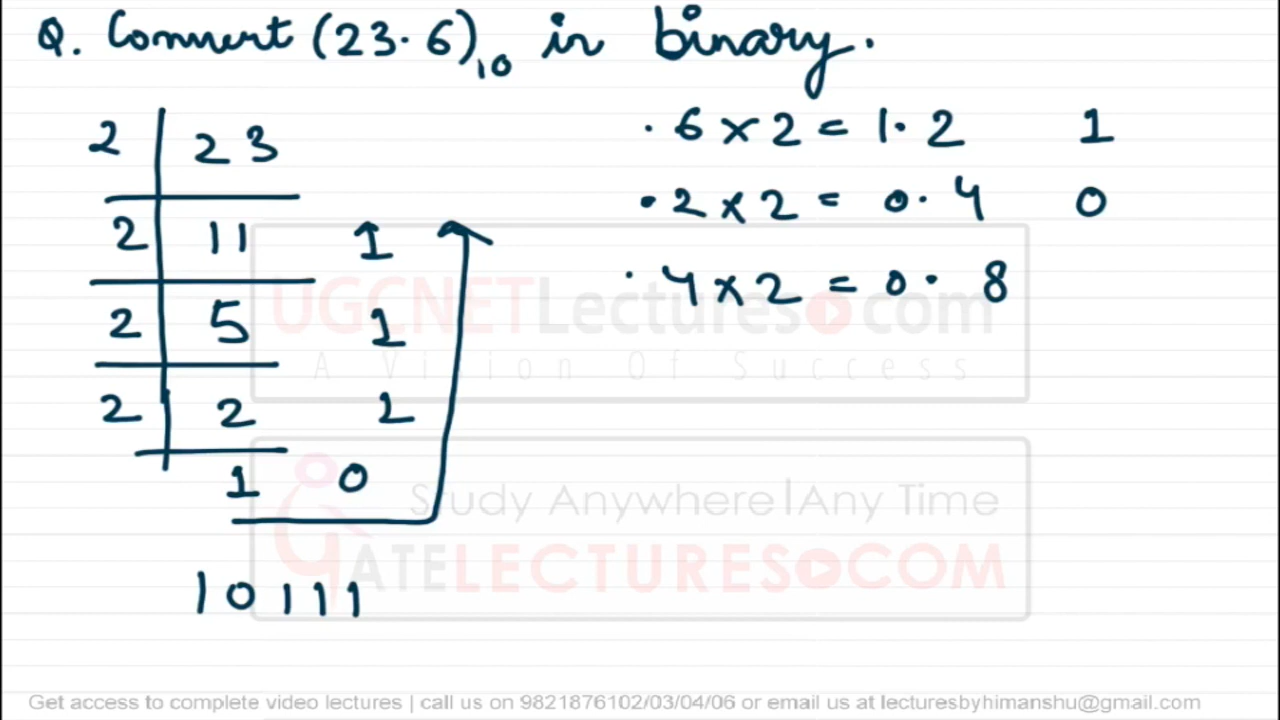 Q. Convert (23.6)10 in binary.
2 23
2 11 1
2 5 1
2 2 1
1 0
10111
.6 × 2 = 1.2 1
.2 × 2 = 0.4 0
.4 × 2 = 0.8
UGCNETLectures.com
A Vision Of Success
Study Anywhere|Any Time
GATELECTURES.COM
Get access to complete video lectures | call us on 9821876102/03/04/06 or email us at lecturesbyhimanshu@gmail.com